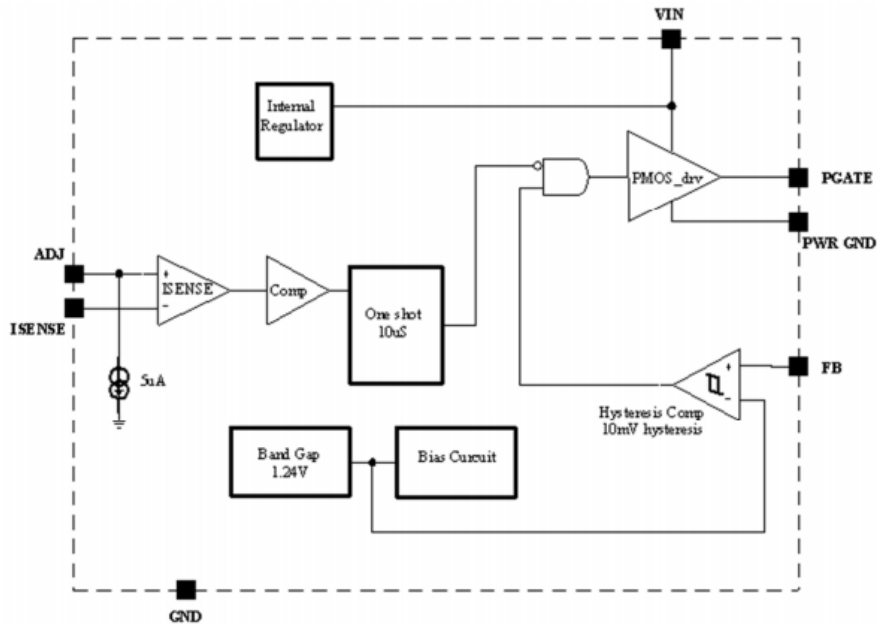 VIN
Internal
Regulator
PMOS_drv
PGATE
PWR GND
ADJ
+
ISENSE
-
ISENSE
Comp
One shot
10uS
5uA
FB
+
-
Hysteresis Comp
10mV hysteresis
Band Gap
1.24V
Bias Curcuit
GND